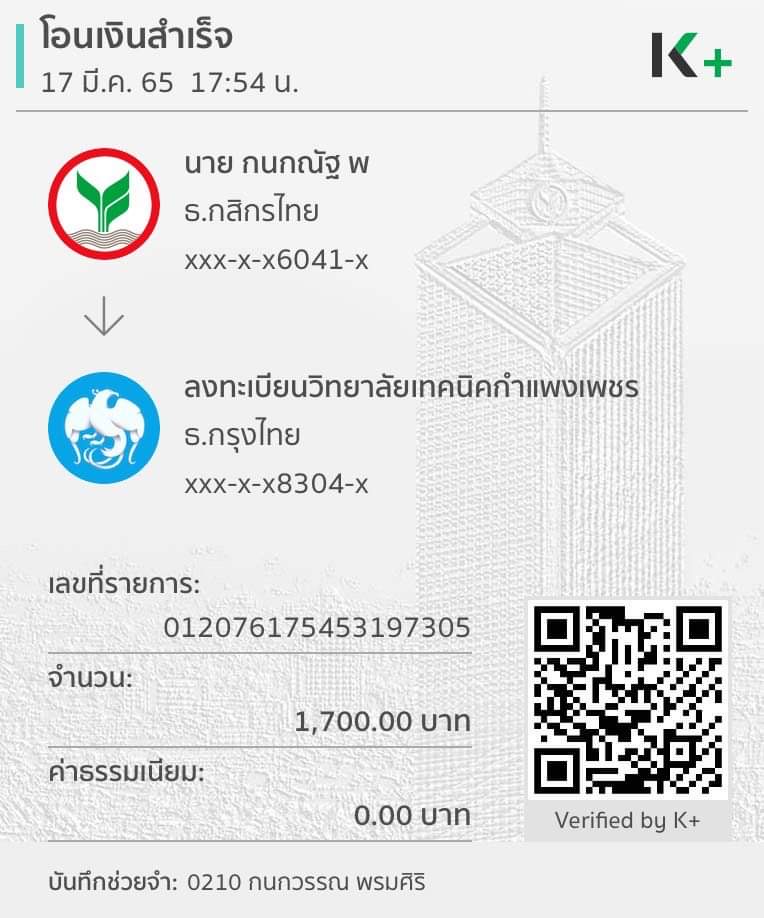 โอนเงินสำเร็จ
17 มี.ค. 65 17:54 น.
K+
นาย กนกณัฐ พ
ธ.กสิกรไทย
xxx-x-x6041-x
ลงทะเบียนวิทยาลัยเทคนิคกำแพงเพชร
ธ.กรุงไทย
xxx-x-x8304-x
เลขที่รายการ:
012076175453197305
จำนวน:
1,700.00 บาท
ค่าธรรมเนียม:
0.00 บาท
Verified by K+
บันทึกช่วยจำ: 0210 กนกวรรณ พรมศิริ